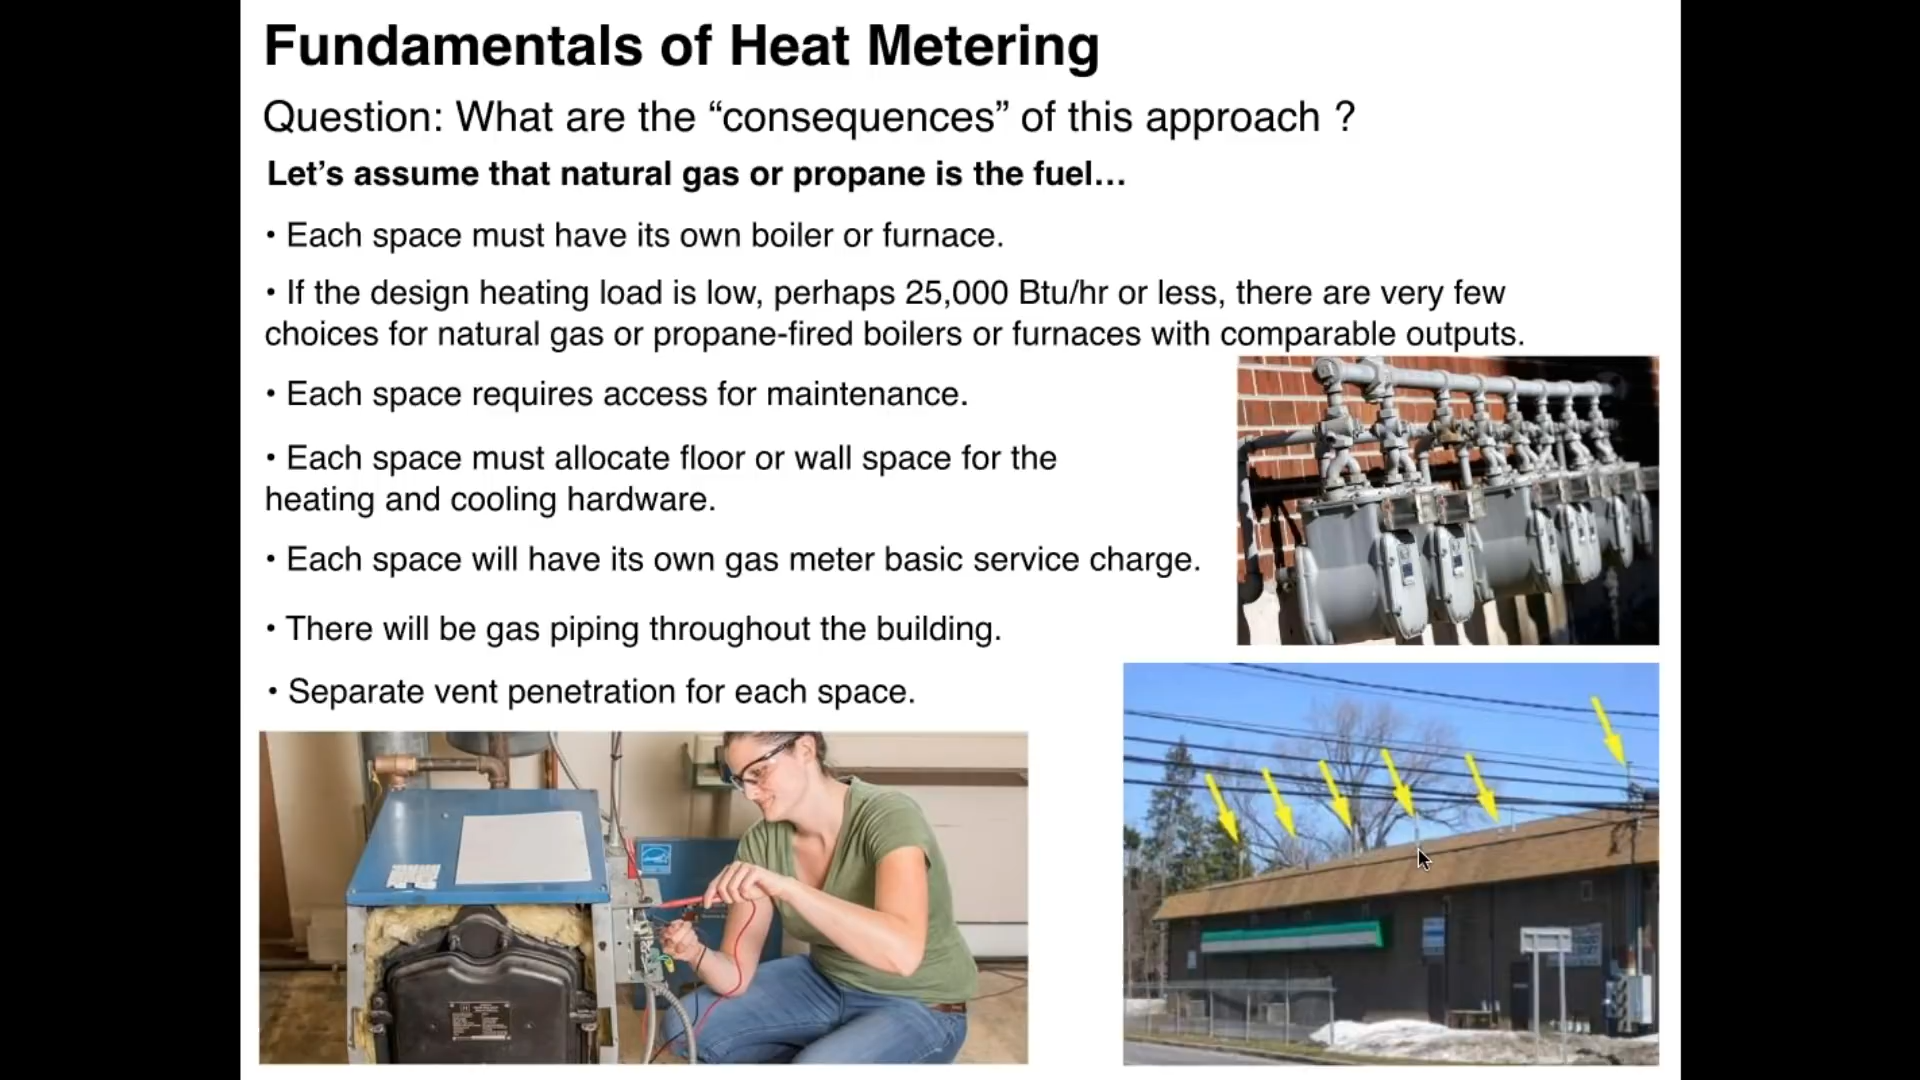 Fundamentals of Heat Metering
Question: What are the “consequences” of this approach ?
Let’s assume that natural gas or propane is the fuel…
• Each space must have its own boiler or furnace.
• If the design heating load is low, perhaps 25,000 Btu/hr or less, there are very few
choices for natural gas or propane-fired boilers or furnaces with comparable outputs.
• Each space requires access for maintenance.
• Each space must allocate floor or wall space for the
heating and cooling hardware.
• Each space will have its own gas meter basic service charge.
• There will be gas piping throughout the building.
• Separate vent penetration for each space.